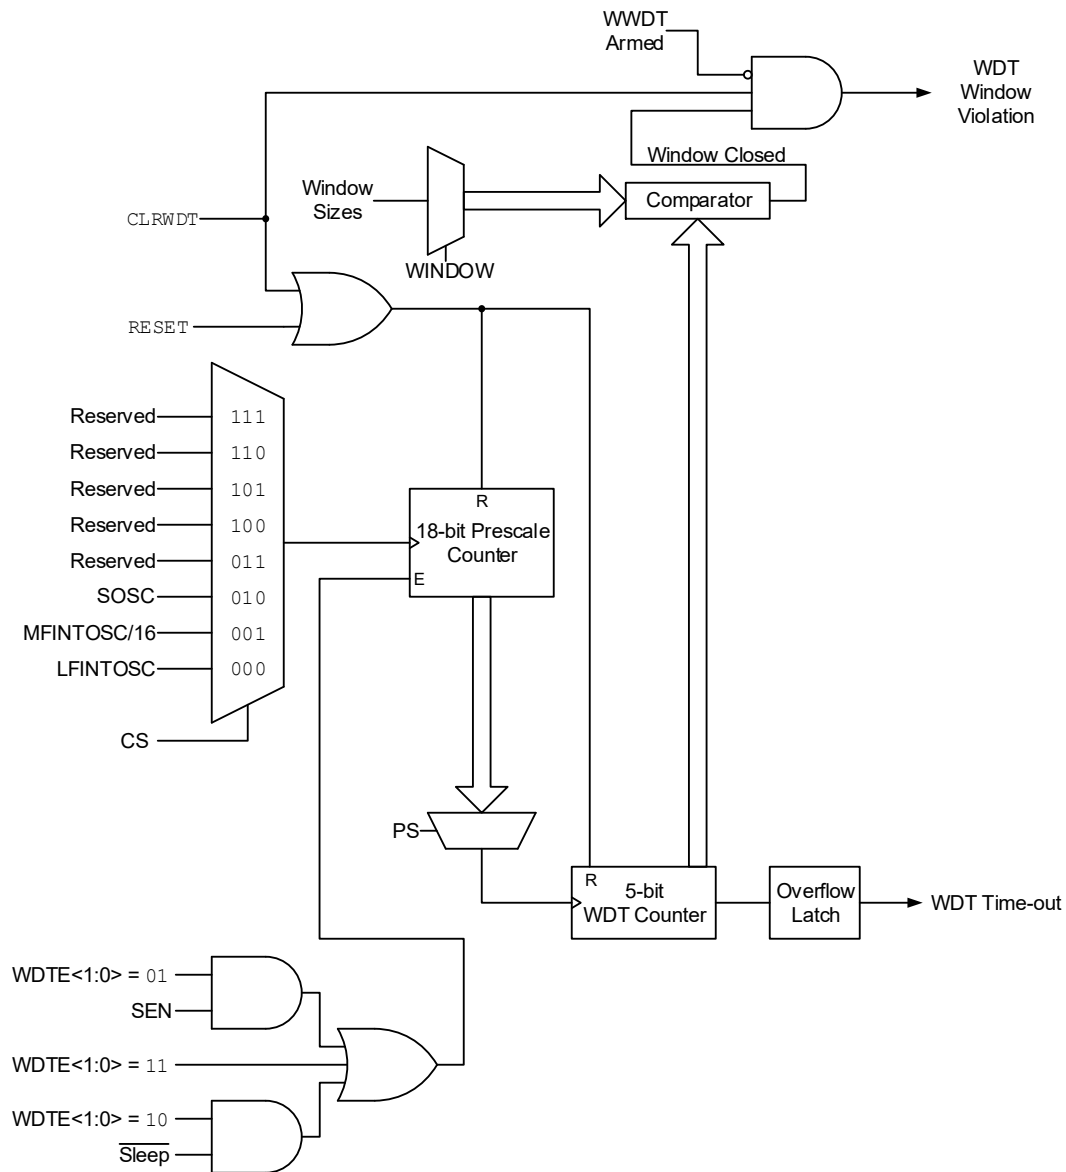 WWDT
Armed
WDT
Window
Violation
Window Closed
Window
Sizes
Comparator
CLRWDT
WINDOW
RESET
Reserved 111
Reserved 110
Reserved 101
Reserved 100
Reserved 011
SOSC 010
MFINTOSC/16 001
LFINTOSC 000
CS
R
18-bit Prescale
Counter
E
PS
R
5-bit
WDT Counter
Overflow
Latch
WDT Time-out
WDTE<1:0> = 01
SEN
WDTE<1:0> = 11
WDTE<1:0> = 10
Sleep